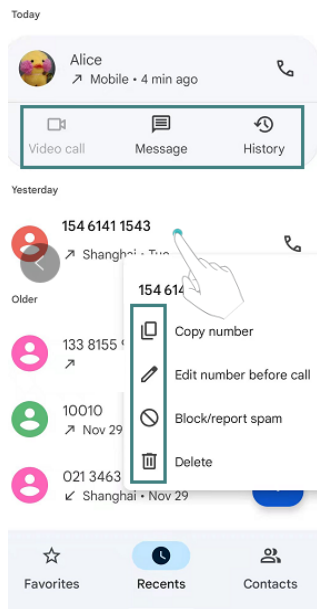 Today
Alice
Mobile • 4 min ago
Video call
Message
History
Yesterday
154 6141 1543
Shanghai • Tue
154 614
Older
Copy number
133 8155
Edit number before call
10010
Nov 29
Block/report spam
Delete
021 3463
Shanghai • Nov 29
Favorites
Recents
Contacts